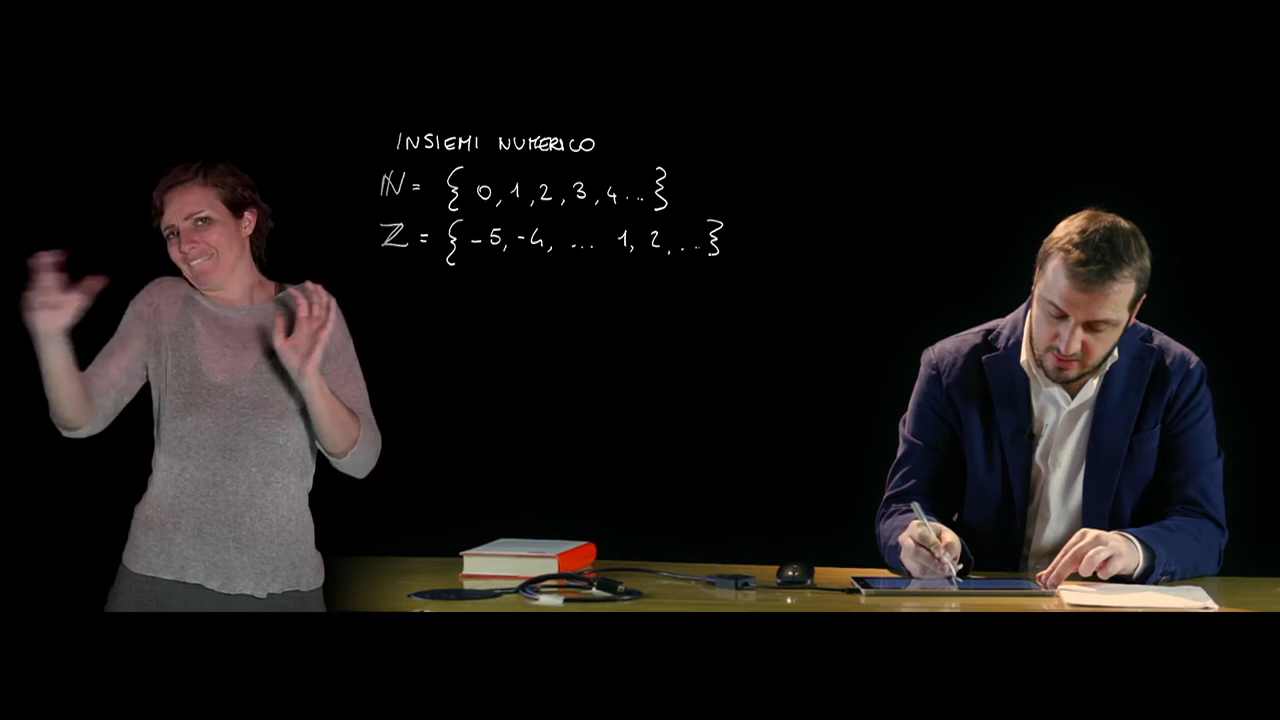 INSIEMI NUMERICO
ℕ = { 0, 1, 2, 3, 4... }
ℤ = { -5, -4, ... 1, 2, ... }